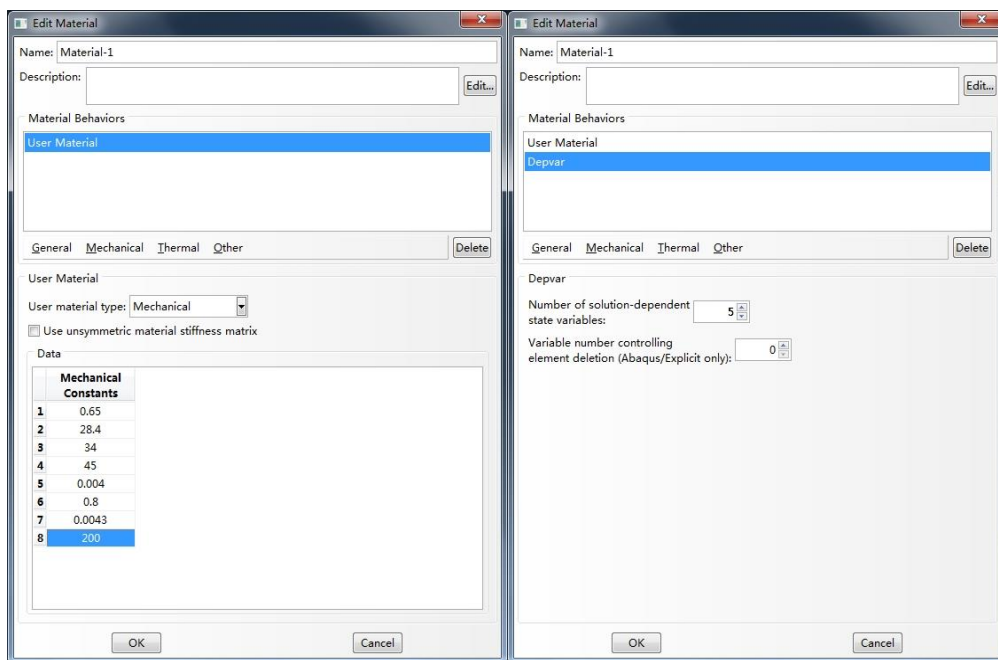 Edit Material
Name: Material-1
Description:
Edit...
Material Behaviors
User Material
General Mechanical Thermal Other Delete
User Material
User material type: Mechanical
Use unsymmetric material stiffness matrix
Data
Mechanical
Constants
1 0.65
2 28.4
3 34
4 45
5 0.004
6 0.8
7 0.0043
8 200
OK Cancel
Edit Material
Name: Material-1
Description:
Edit...
Material Behaviors
User Material
Depvar
General Mechanical Thermal Other Delete
Depvar
Number of solution-dependent
state variables: 5
Variable number controlling
element deletion (Abaqus/Explicit only): 0
OK Cancel